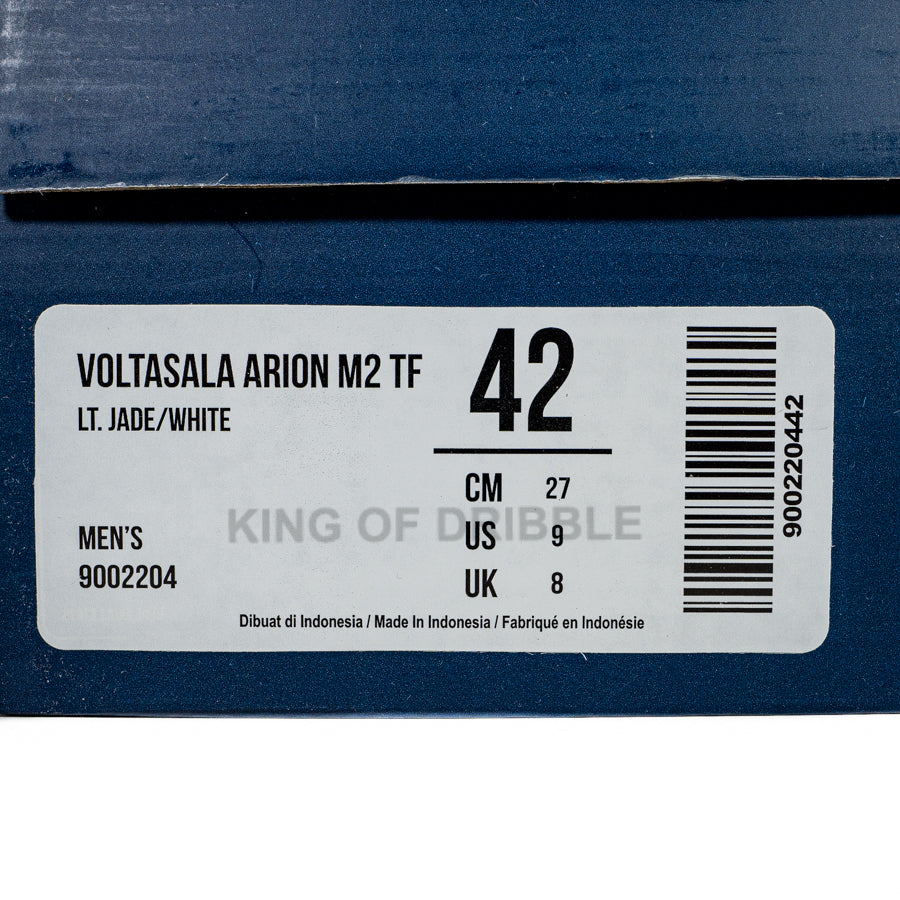 VOLTASALA ARION M2 TF
LT. JADE/WHITE
MEN'S
9002204
42
CM 27
US 9
UK 8
KING OF DRIBBLE
Dibuat di Indonesia / Made In Indonesia / Fabriqué en Indonésie
900220442